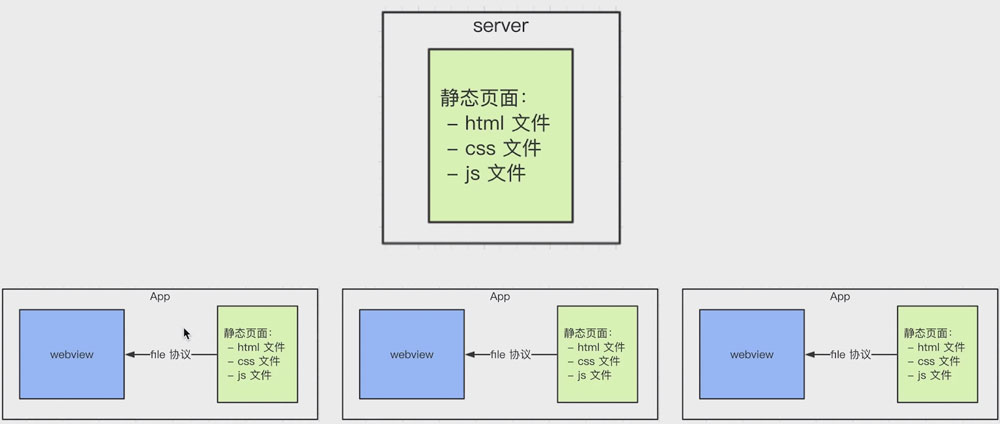 server
静态页面：
- html 文件
- css 文件
- js 文件
App
webview
file 协议
静态页面：
- html 文件
- css 文件
- js 文件
App
webview
file 协议
静态页面：
- html 文件
- css 文件
- js 文件
App
webview
file 协议
静态页面：
- html 文件
- css 文件
- js 文件